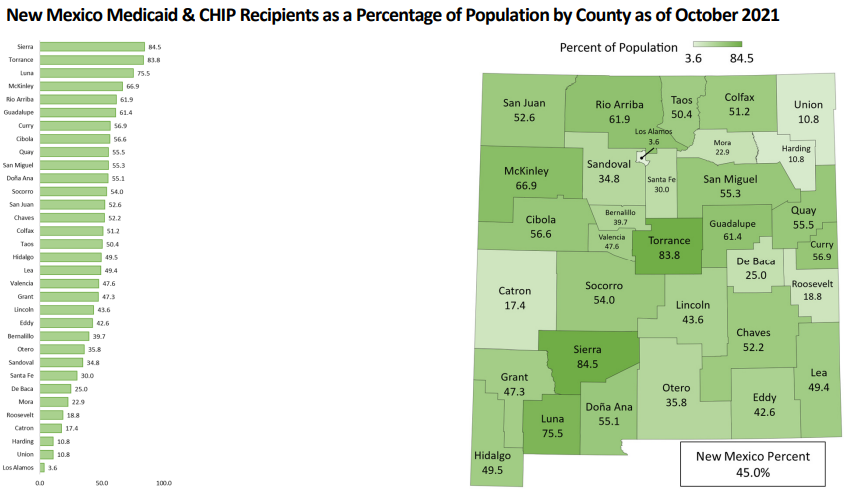 New Mexico Medicaid & CHIP Recipients as a Percentage of Population by County as of October 2021
Sierra 84.5
Torrance 83.8
Luna 75.5
McKinley 66.9
Rio Arriba 61.9
Guadalupe 61.4
Curry 56.9
Cibola 56.6
Quay 55.5
San Miguel 55.3
Doña Ana 55.1
Socorro 54.0
San Juan 52.6
Chaves 52.2
Colfax 51.2
Taos 50.4
Hidalgo 49.5
Lea 49.4
Valencia 47.6
Grant 47.3
Lincoln 43.6
Eddy 42.6
Bernalillo 39.7
Otero 35.8
Sandoval 34.8
Santa Fe 30.0
De Baca 25.0
Mora 22.9
Roosevelt 18.8
Catron 17.4
Harding 10.8
Union 10.8
Los Alamos 3.6
0.0 50.0 100.0
Percent of Population
3.6 84.5
San Juan
52.6
Rio Arriba
61.9
Taos
50.4
Colfax
51.2
Union
10.8
Los Alamos
3.6
Mora
22.9
Harding
10.8
McKinley
66.9
Sandoval
34.8
Santa Fe
30.0
San Miguel
55.3
Cibola
56.6
Bernalillo
39.7
Valencia
47.6
Torrance
83.8
Guadalupe
61.4
Quay
55.5
Curry
56.9
De Baca
25.0
Roosevelt
18.8
Catron
17.4
Socorro
54.0
Lincoln
43.6
Chaves
52.2
Sierra
84.5
Grant
47.3
Luna
75.5
Doña Ana
55.1
Otero
35.8
Eddy
42.6
Lea
49.4
Hidalgo
49.5
New Mexico Percent
45.0%